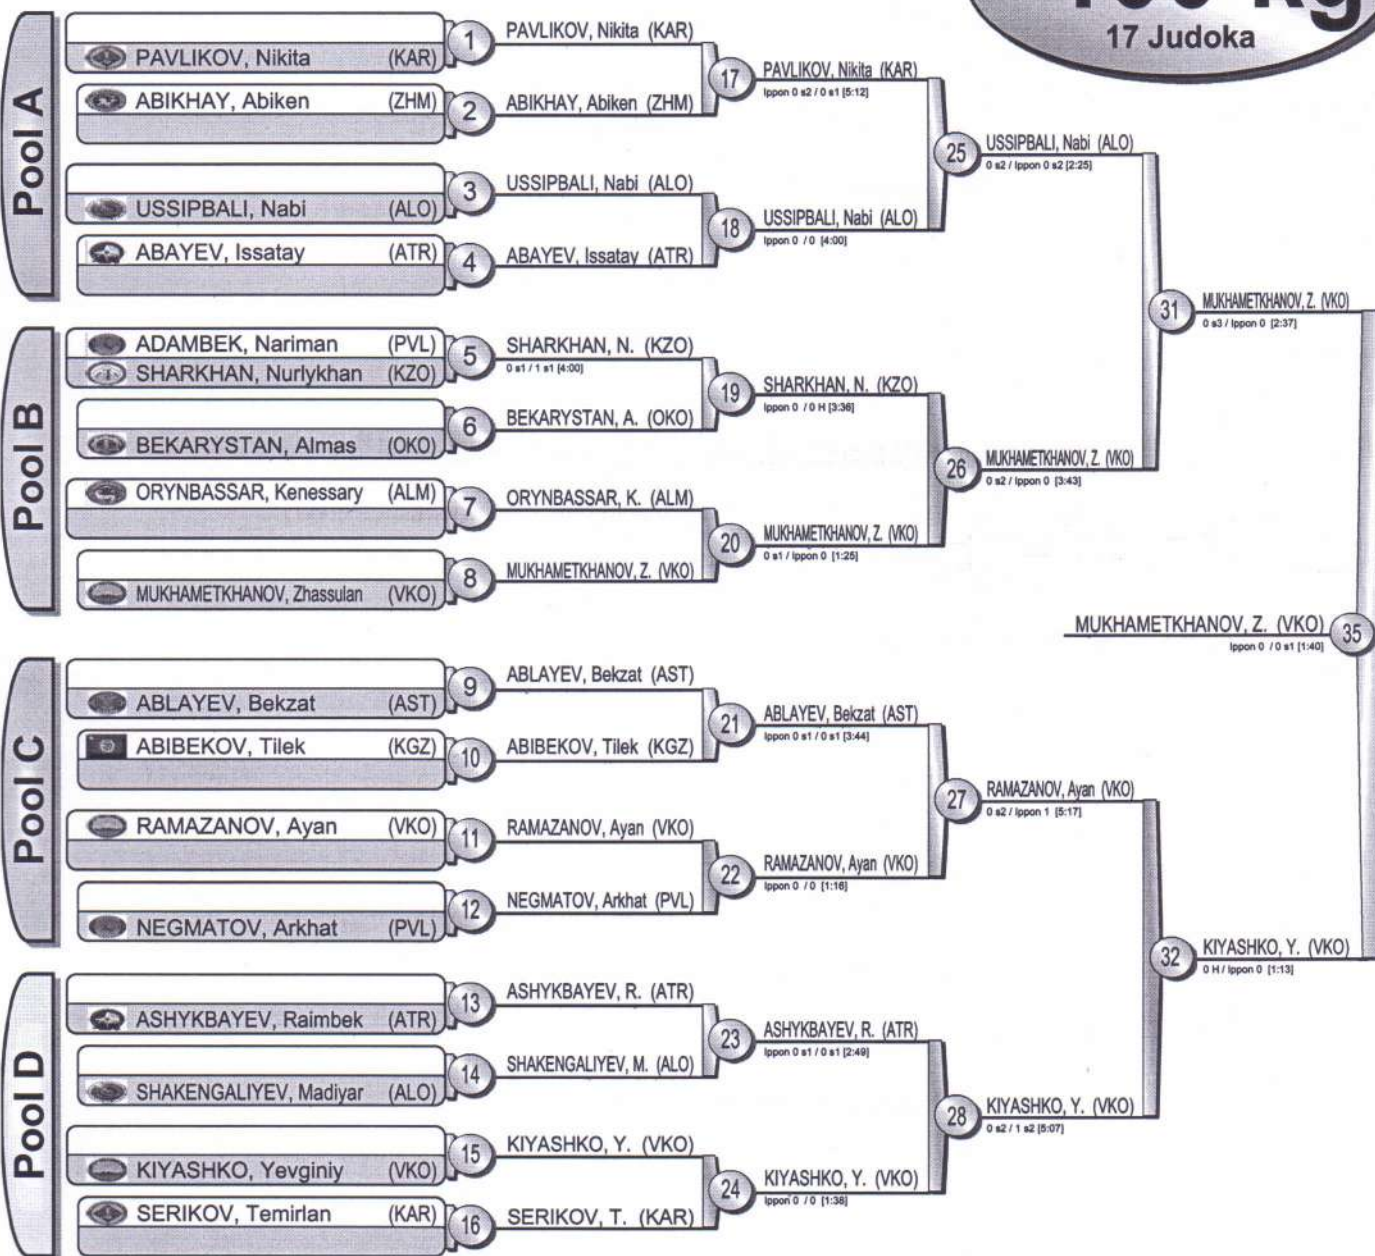 17 Judoka
Pool A
PAVLIKOV, Nikita (KAR)
ABIKHAY, Abiken (ZHM)
USSIPBALI, Nabi (ALO)
ABAYEV, Issatay (ATR)
1 PAVLIKOV, Nikita (KAR)
2 ABIKHAY, Abiken (ZHM)
3 USSIPBALI, Nabi (ALO)
4 ABAYEV, Issatay (ATR)
17 PAVLIKOV, Nikita (KAR)
Ippon 0 s2 / 0 s1 [5:12]
18 USSIPBALI, Nabi (ALO)
Ippon 0 / 0 [4:00]
25 USSIPBALI, Nabi (ALO)
0 s2 / Ippon 0 s2 [2:25]
Pool B
ADAMBEK, Nariman (PVL)
SHARKHAN, Nurlykhan (KZO)
BEKARYSTAN, Almas (OKO)
ORYNBASSAR, Kenessary (ALM)
MUKHAMETKHANOV, Zhassulan (VKO)
5 SHARKHAN, N. (KZO)
0 s1 / 1 s1 [4:00]
6 BEKARYSTAN, A. (OKO)
7 ORYNBASSAR, K. (ALM)
8 MUKHAMETKHANOV, Z. (VKO)
19 SHARKHAN, N. (KZO)
Ippon 0 / 0 H [3:36]
20 MUKHAMETKHANOV, Z. (VKO)
0 s1 / Ippon 0 [1:25]
26 MUKHAMETKHANOV, Z. (VKO)
0 s2 / Ippon 0 [3:43]
31 MUKHAMETKHANOV, Z. (VKO)
0 s3 / Ippon 0 [2:37]
MUKHAMETKHANOV, Z. (VKO) 35
Ippon 0 / 0 s1 [1:40]
Pool C
ABLAYEV, Bekzat (AST)
ABIBEKOV, Tilek (KGZ)
RAMAZANOV, Ayan (VKO)
NEGMATOV, Arkhat (PVL)
9 ABLAYEV, Bekzat (AST)
10 ABIBEKOV, Tilek (KGZ)
11 RAMAZANOV, Ayan (VKO)
12 NEGMATOV, Arkhat (PVL)
21 ABLAYEV, Bekzat (AST)
Ippon 0 s1 / 0 s1 [3:44]
22 RAMAZANOV, Ayan (VKO)
Ippon 0 / 0 [1:16]
27 RAMAZANOV, Ayan (VKO)
0 s2 / Ippon 1 [5:17]
Pool D
ASHYKBAYEV, Raimbek (ATR)
SHAKENGALIYEV, Madiyar (ALO)
KIYASHKO, Yevginiy (VKO)
SERIKOV, Temirlan (KAR)
13 ASHYKBAYEV, R. (ATR)
14 SHAKENGALIYEV, M. (ALO)
15 KIYASHKO, Y. (VKO)
16 SERIKOV, T. (KAR)
23 ASHYKBAYEV, R. (ATR)
Ippon 0 s1 / 0 s1 [2:49]
24 KIYASHKO, Y. (VKO)
Ippon 0 / 0 [1:38]
28 KIYASHKO, Y. (VKO)
0 s2 / 1 s2 [5:07]
32 KIYASHKO, Y. (VKO)
0 H / Ippon 0 [1:13]